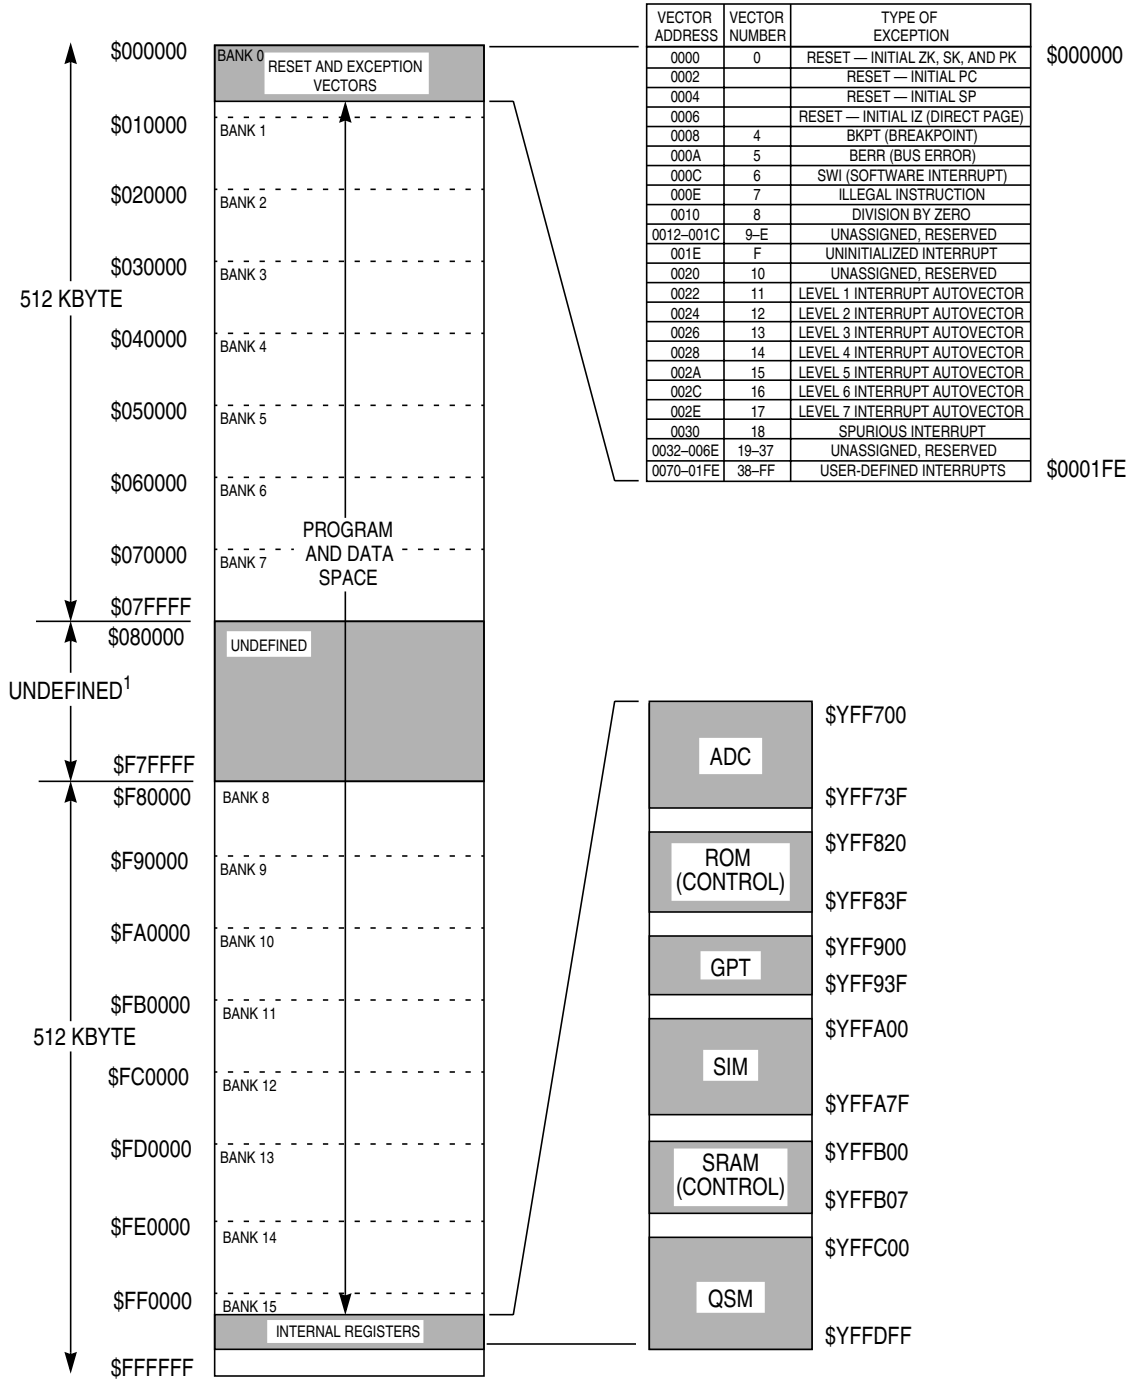 VECTOR ADDRESS VECTOR NUMBER TYPE OF EXCEPTION
0000 0 RESET — INITIAL ZK, SK, AND PK
0002 RESET — INITIAL PC
0004 RESET — INITIAL SP
0006 RESET — INITIAL IZ (DIRECT PAGE)
0008 4 BKPT (BREAKPOINT)
000A 5 BERR (BUS ERROR)
000C 6 SWI (SOFTWARE INTERRUPT)
000E 7 ILLEGAL INSTRUCTION
0010 8 DIVISION BY ZERO
0012–001C 9–E UNASSIGNED, RESERVED
001E F UNINITIALIZED INTERRUPT
0020 10 UNASSIGNED, RESERVED
0022 11 LEVEL 1 INTERRUPT AUTOVECTOR
0024 12 LEVEL 2 INTERRUPT AUTOVECTOR
0026 13 LEVEL 3 INTERRUPT AUTOVECTOR
0028 14 LEVEL 4 INTERRUPT AUTOVECTOR
002A 15 LEVEL 5 INTERRUPT AUTOVECTOR
002C 16 LEVEL 6 INTERRUPT AUTOVECTOR
002E 17 LEVEL 7 INTERRUPT AUTOVECTOR
0030 18 SPURIOUS INTERRUPT
0032–006E 19–37 UNASSIGNED, RESERVED
0070–01FE 38–FF USER-DEFINED INTERRUPTS
$000000
$0001FE
$000000
BANK 0
RESET AND EXCEPTION
VECTORS
$010000
BANK 1
$020000
BANK 2
$030000
BANK 3
512 KBYTE
$040000
BANK 4
$050000
BANK 5
$060000
BANK 6
PROGRAM
AND DATA
SPACE
$070000
BANK 7
$07FFFF
$080000
UNDEFINED
UNDEFINED1
$F7FFFF
$F80000
BANK 8
$F90000
BANK 9
$FA0000
BANK 10
$FB0000
BANK 11
512 KBYTE
$FC0000
BANK 12
$FD0000
BANK 13
$FE0000
BANK 14
$FF0000
BANK 15
INTERNAL REGISTERS
$FFFFFF
$YFF700
ADC
$YFF73F
$YFF820
ROM
(CONTROL)
$YFF83F
$YFF900
GPT
$YFF93F
$YFFA00
SIM
$YFFA7F
$YFFB00
SRAM
(CONTROL)
$YFFB07
$YFFC00
QSM
$YFFDFF